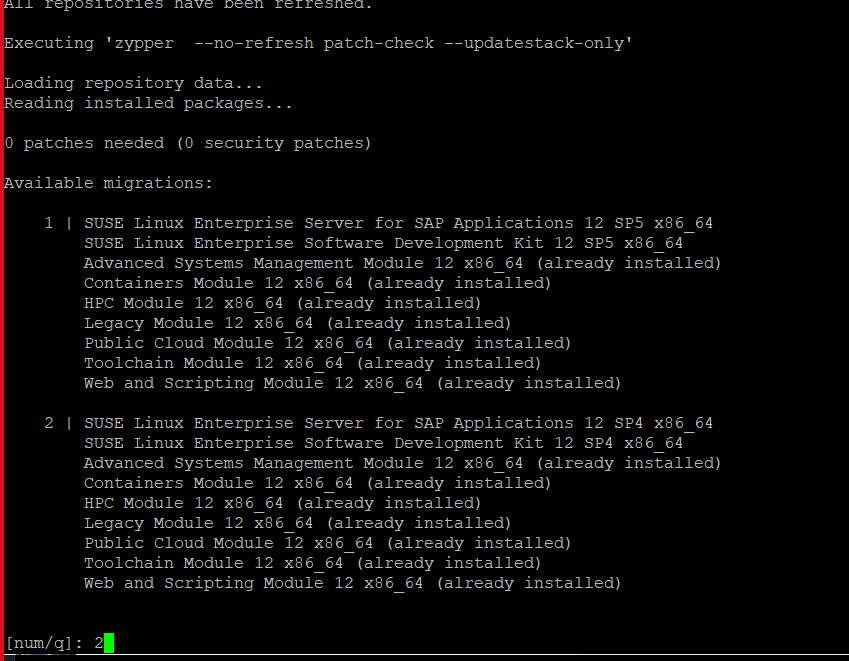 All repositories have been refreshed.
Executing 'zypper  --no-refresh patch-check --updatestack-only'
Loading repository data...
Reading installed packages...
0 patches needed (0 security patches)
Available migrations:
1 | SUSE Linux Enterprise Server for SAP Applications 12 SP5 x86_64
SUSE Linux Enterprise Software Development Kit 12 SP5 x86_64
Advanced Systems Management Module 12 x86_64 (already installed)
Containers Module 12 x86_64 (already installed)
HPC Module 12 x86_64 (already installed)
Legacy Module 12 x86_64 (already installed)
Public Cloud Module 12 x86_64 (already installed)
Toolchain Module 12 x86_64 (already installed)
Web and Scripting Module 12 x86_64 (already installed)
2 | SUSE Linux Enterprise Server for SAP Applications 12 SP4 x86_64
SUSE Linux Enterprise Software Development Kit 12 SP4 x86_64
Advanced Systems Management Module 12 x86_64 (already installed)
Containers Module 12 x86_64 (already installed)
HPC Module 12 x86_64 (already installed)
Legacy Module 12 x86_64 (already installed)
Public Cloud Module 12 x86_64 (already installed)
Toolchain Module 12 x86_64 (already installed)
Web and Scripting Module 12 x86_64 (already installed)
[num/q]: 2